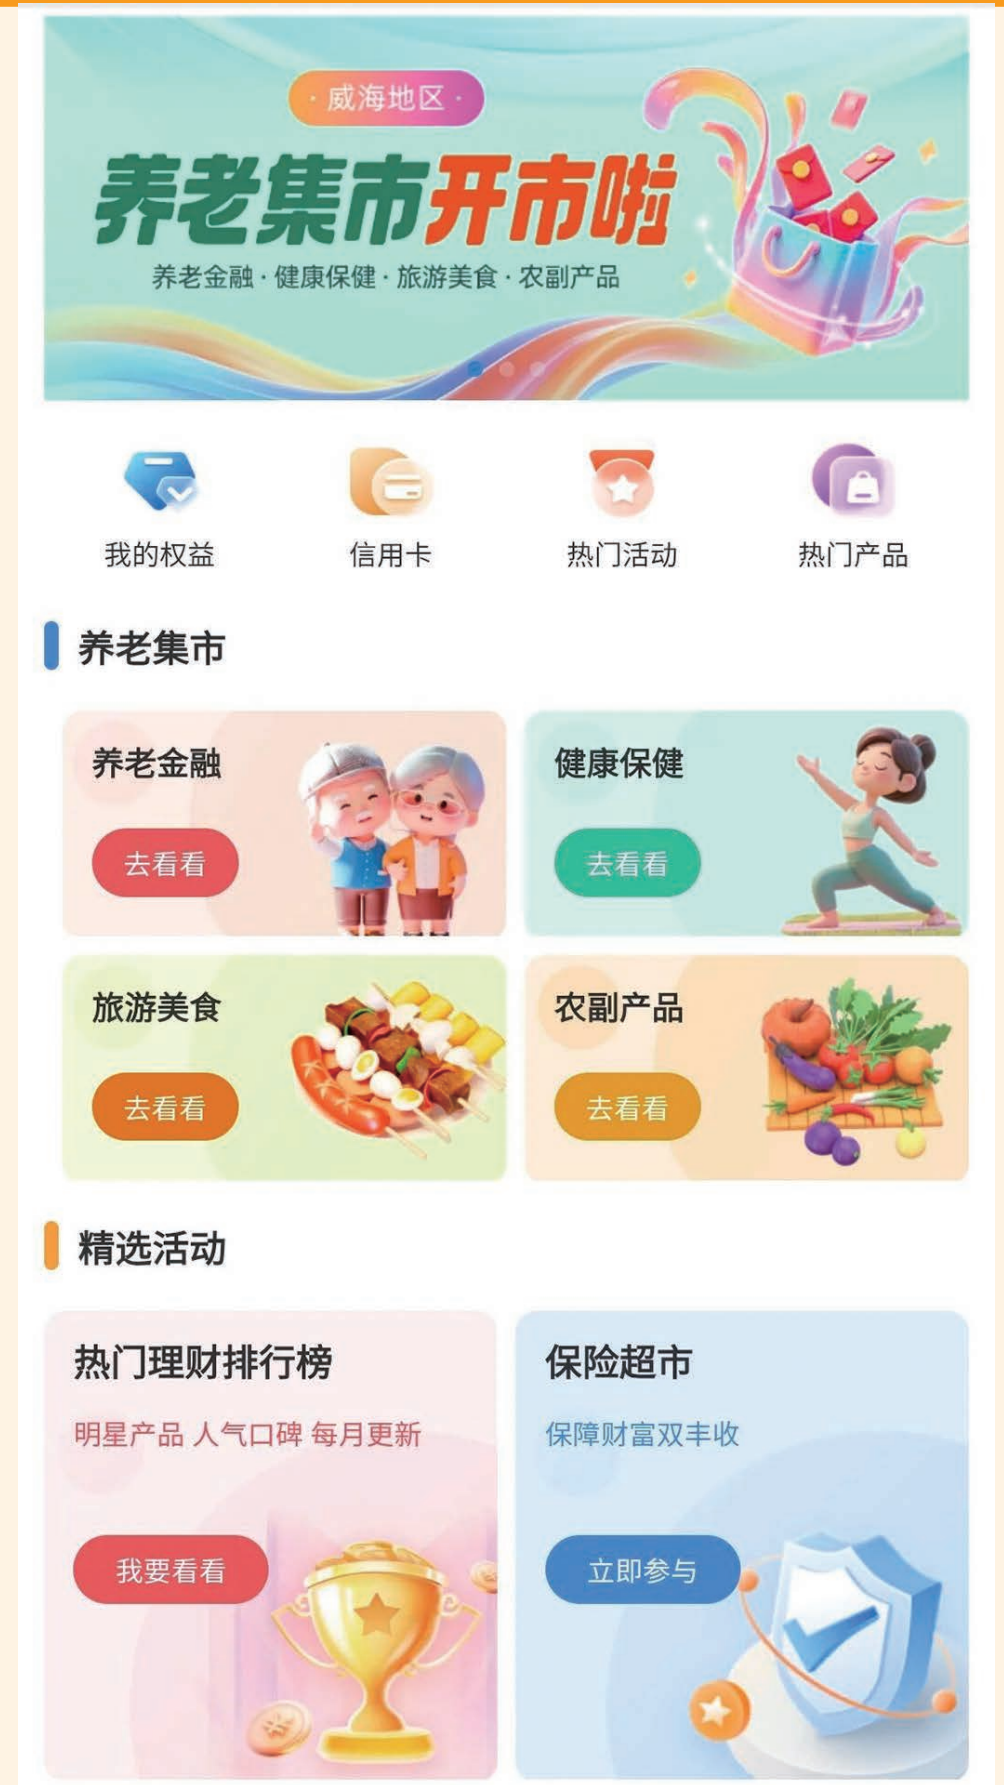 · 威海地区 ·
养老集市开市啦
养老金融 · 健康保健 · 旅游美食 · 农副产品
我的权益 信用卡 热门活动 热门产品
养老集市
养老金融
去看看
健康保健
去看看
旅游美食
去看看
农副产品
去看看
精选活动
热门理财排行榜
明星产品 人气口碑 每月更新
我要看看
保险超市
保障财富双丰收
立即参与